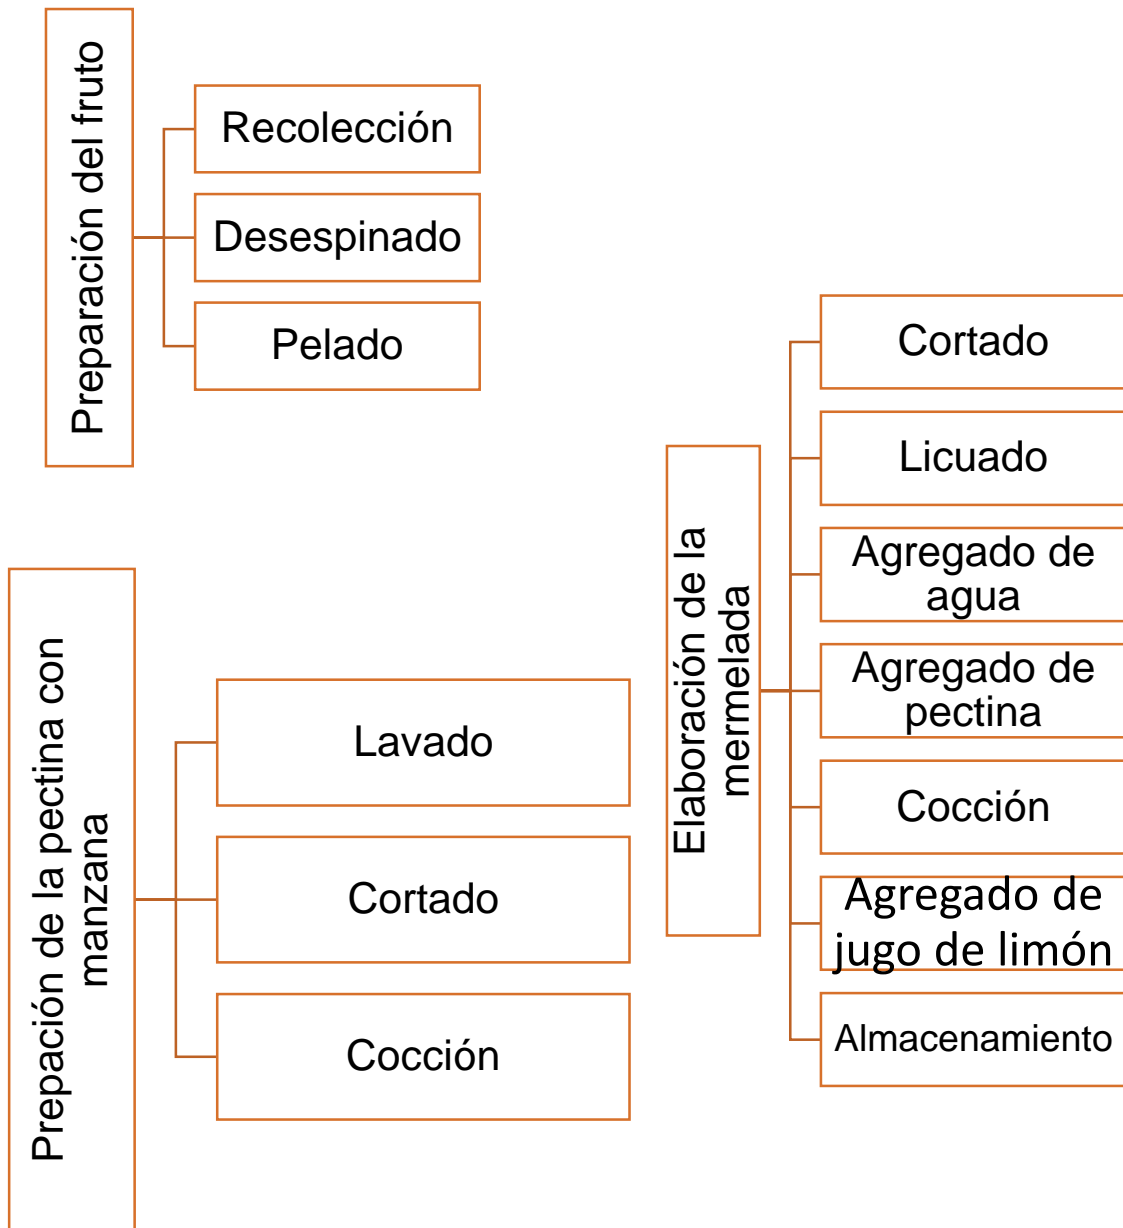 Preparación del fruto
Recolección
Desespinado
Pelado
Prepación de la pectina con
manzana
Lavado
Cortado
Cocción
Elaboración de la
mermelada
Cortado
Licuado
Agregado de
agua
Agregado de
pectina
Cocción
Agregado de
jugo de limón
Almacenamiento